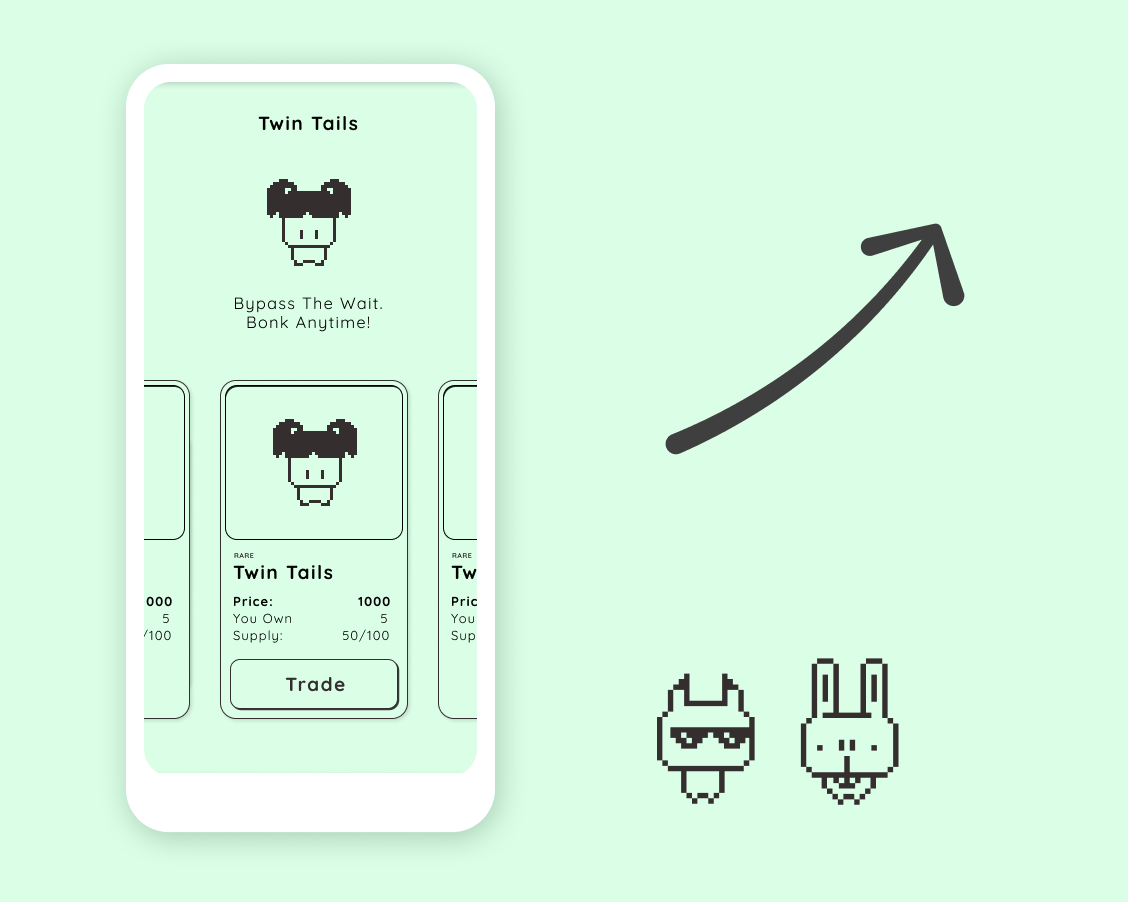 Twin Tails
Bypass The Wait.
Bonk Anytime!
000
5
/100
RARE
Twin Tails
Price: 1000
You Own 5
Supply: 50/100
Trade
RARE
Tw
Pric
You
Sup